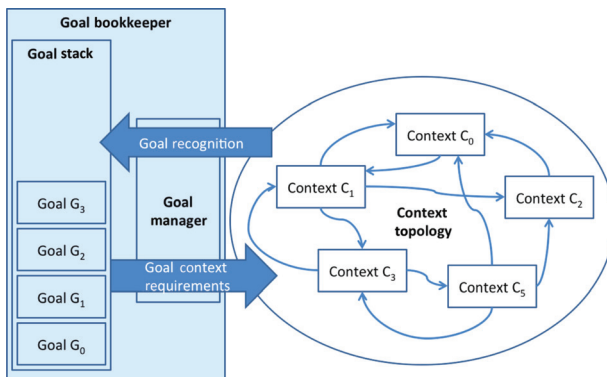 Goal bookkeeper
Goal stack
Goal recognition
Goal
manager
Goal G3
Goal G2
Goal G1
Goal G0
Goal context
requirements
Context C0
Context C1
Context C2
Context
topology
Context C3
Context C5